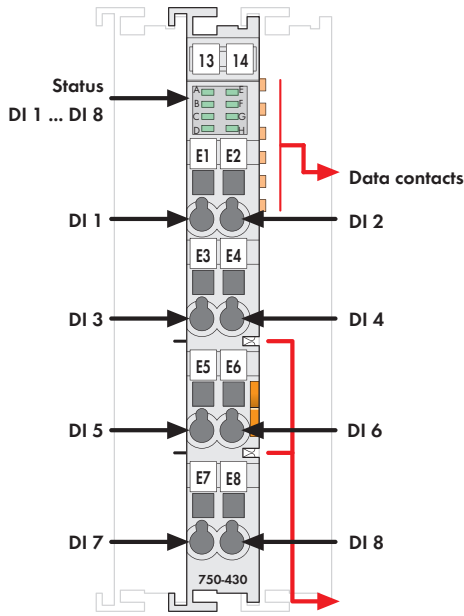 13 14
Status
DI 1 ... DI 8
A E
B F
C G
D H
Data contacts
E1 E2
DI 1 DI 2
E3 E4
DI 3 DI 4
E5 E6
DI 5 DI 6
E7 E8
DI 7 DI 8
750-430